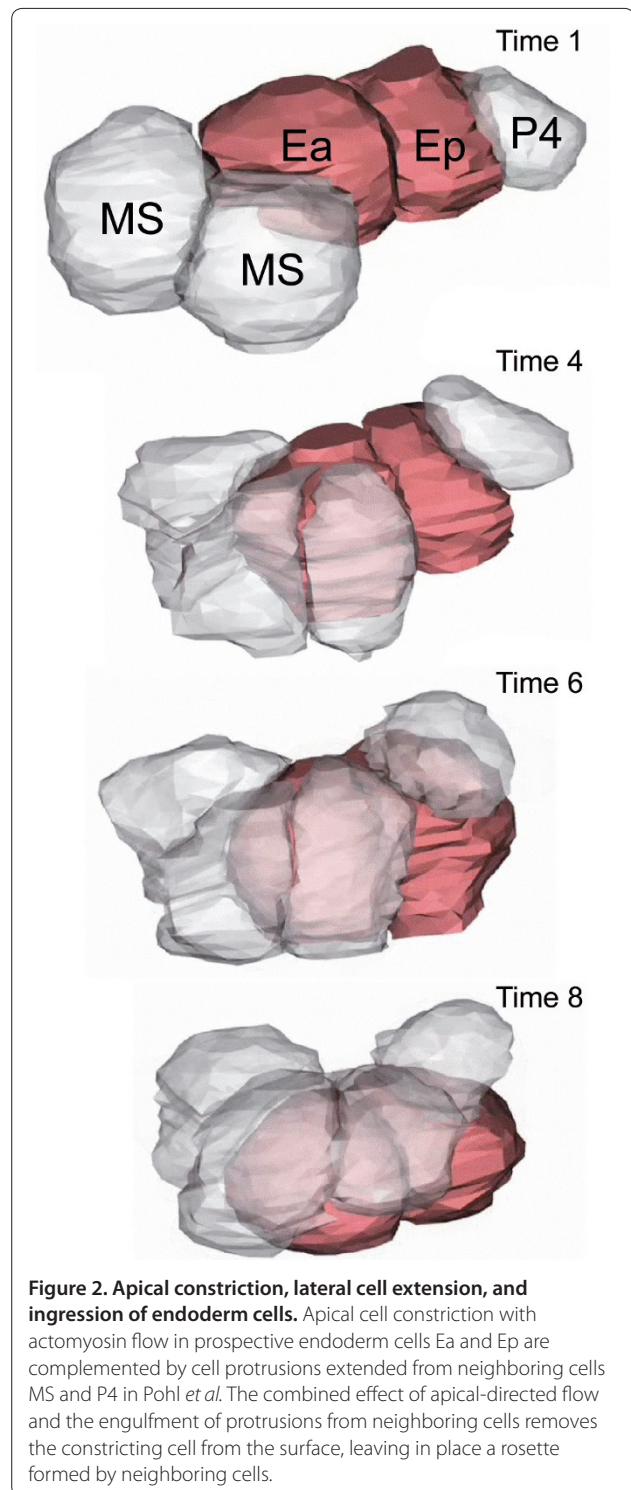 Time 1
Ea
Ep
P4
MS
MS
Time 4
Time 6
Time 8
Figure 2. Apical constriction, lateral cell extension, and
ingression of endoderm cells. Apical cell constriction with
actomyosin flow in prospective endoderm cells Ea and Ep are
complemented by cell protrusions extended from neighboring cells
MS and P4 in Pohl et al. The combined effect of apical-directed flow
and the engulfment of protrusions from neighboring cells removes
the constricting cell from the surface, leaving in place a rosette
formed by neighboring cells.